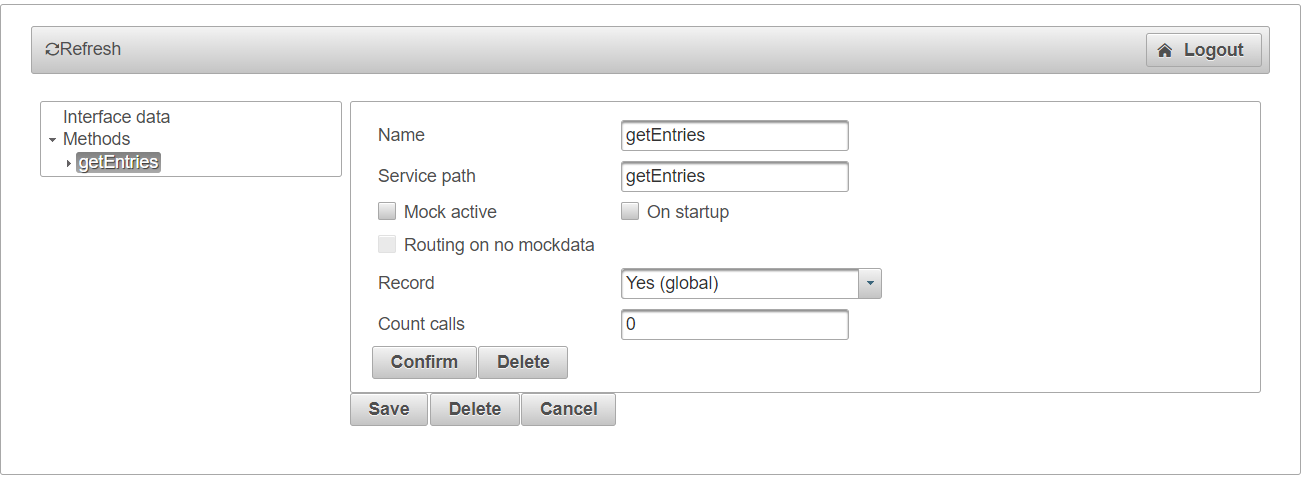 Refresh Logout
Interface data
Methods
getEntries
Name getEntries
Service path getEntries
Mock active On startup
Routing on no mockdata
Record Yes (global)
Count calls 0
Confirm Delete
Save Delete Cancel